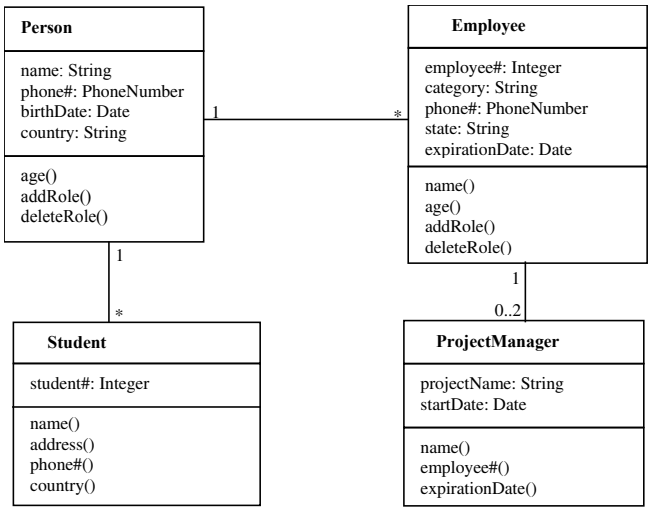 Person
name: String
phone#: PhoneNumber
birthDate: Date
country: String
age()
addRole()
deleteRole()
1
*
Employee
employee#: Integer
category: String
phone#: PhoneNumber
state: String
expirationDate: Date
name()
age()
addRole()
deleteRole()
1
*
1
0..2
Student
student#: Integer
name()
address()
phone#()
country()
ProjectManager
projectName: String
startDate: Date
name()
employee#()
expirationDate()